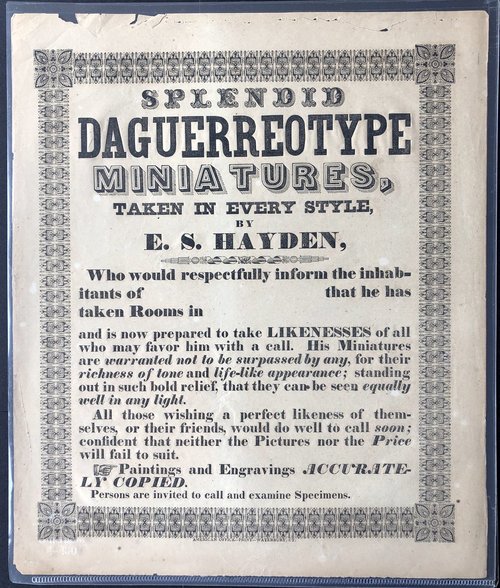 SPLENDID
DAGUERREOTYPE
MINIATURES,
TAKEN IN EVERY STYLE,
BY
E. S. HAYDEN,
Who would respectfully inform the inhab-
itants of that he has
taken Rooms in
and is now prepared to take LIKENESSES of all
who may favor him with a call. His Miniatures
are warranted not to be surpassed by any, for their
richness of tone and life-like appearance; standing
out in such bold relief, that they can be seen equally
well in any light.
All those wishing a perfect likeness of them-
selves, or their friends, would do well to call soon;
confident that neither the Pictures nor the Price
will fail to suit.
☞ Paintings and Engravings ACCURATE-
LY COPIED.
Persons are invited to call and examine Specimens.